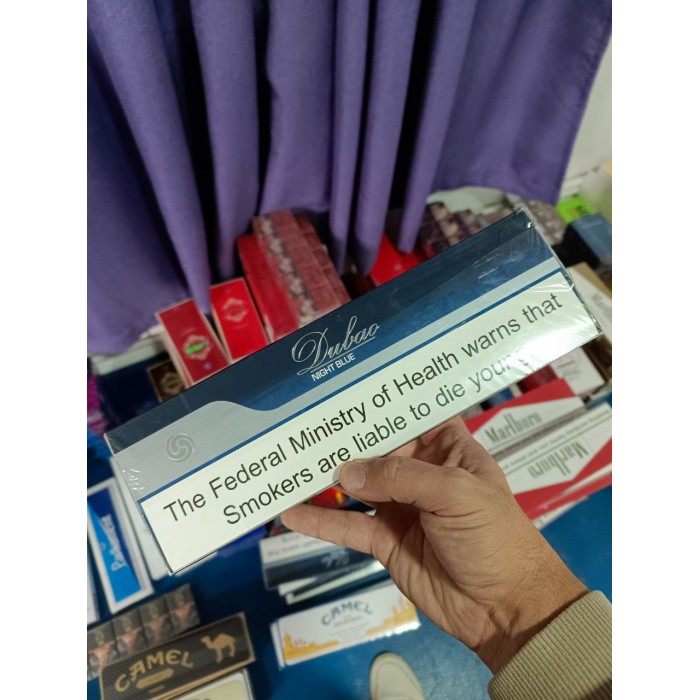 Dubao
NIGHT BLUE
The Federal Ministry of Health warns that
Smokers are liable to die
Marlboro
Marlboro
CAMEL
CAMEL